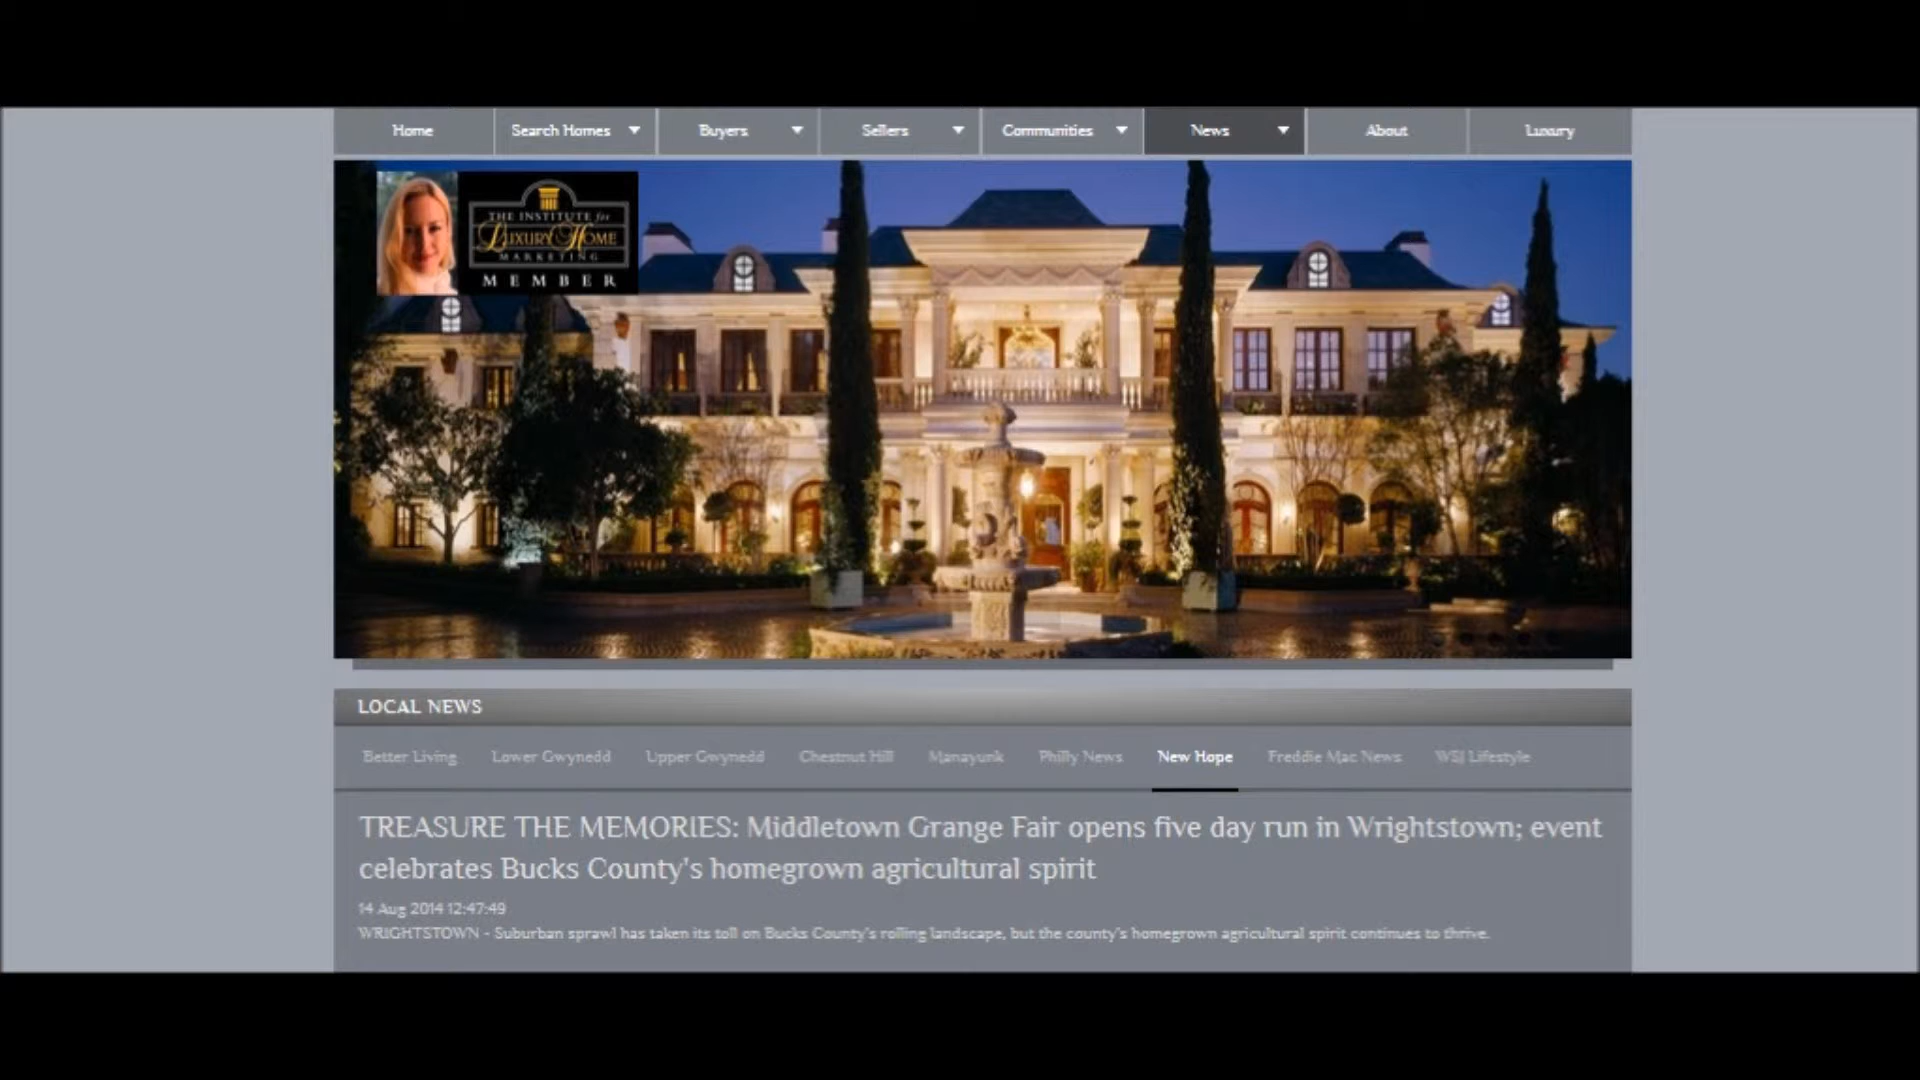 Home Search Homes Buyers Sellers Communities News About Luxury
THE INSTITUTE for
LUXURY HOME
MARKETING
MEMBER
LOCAL NEWS
Better Living Lower Gwynedd Upper Gwynedd Chestnut Hill Manayunk Philly News New Hope Freddie Mac News WSJ Lifestyle
TREASURE THE MEMORIES: Middletown Grange Fair opens five day run in Wrightstown; event
celebrates Bucks County's homegrown agricultural spirit
14 Aug 2014 12:47:49
WRIGHTSTOWN - Suburban sprawl has taken its toll on Bucks County's rolling landscape, but the county's homegrown agricultural spirit continues to thrive.